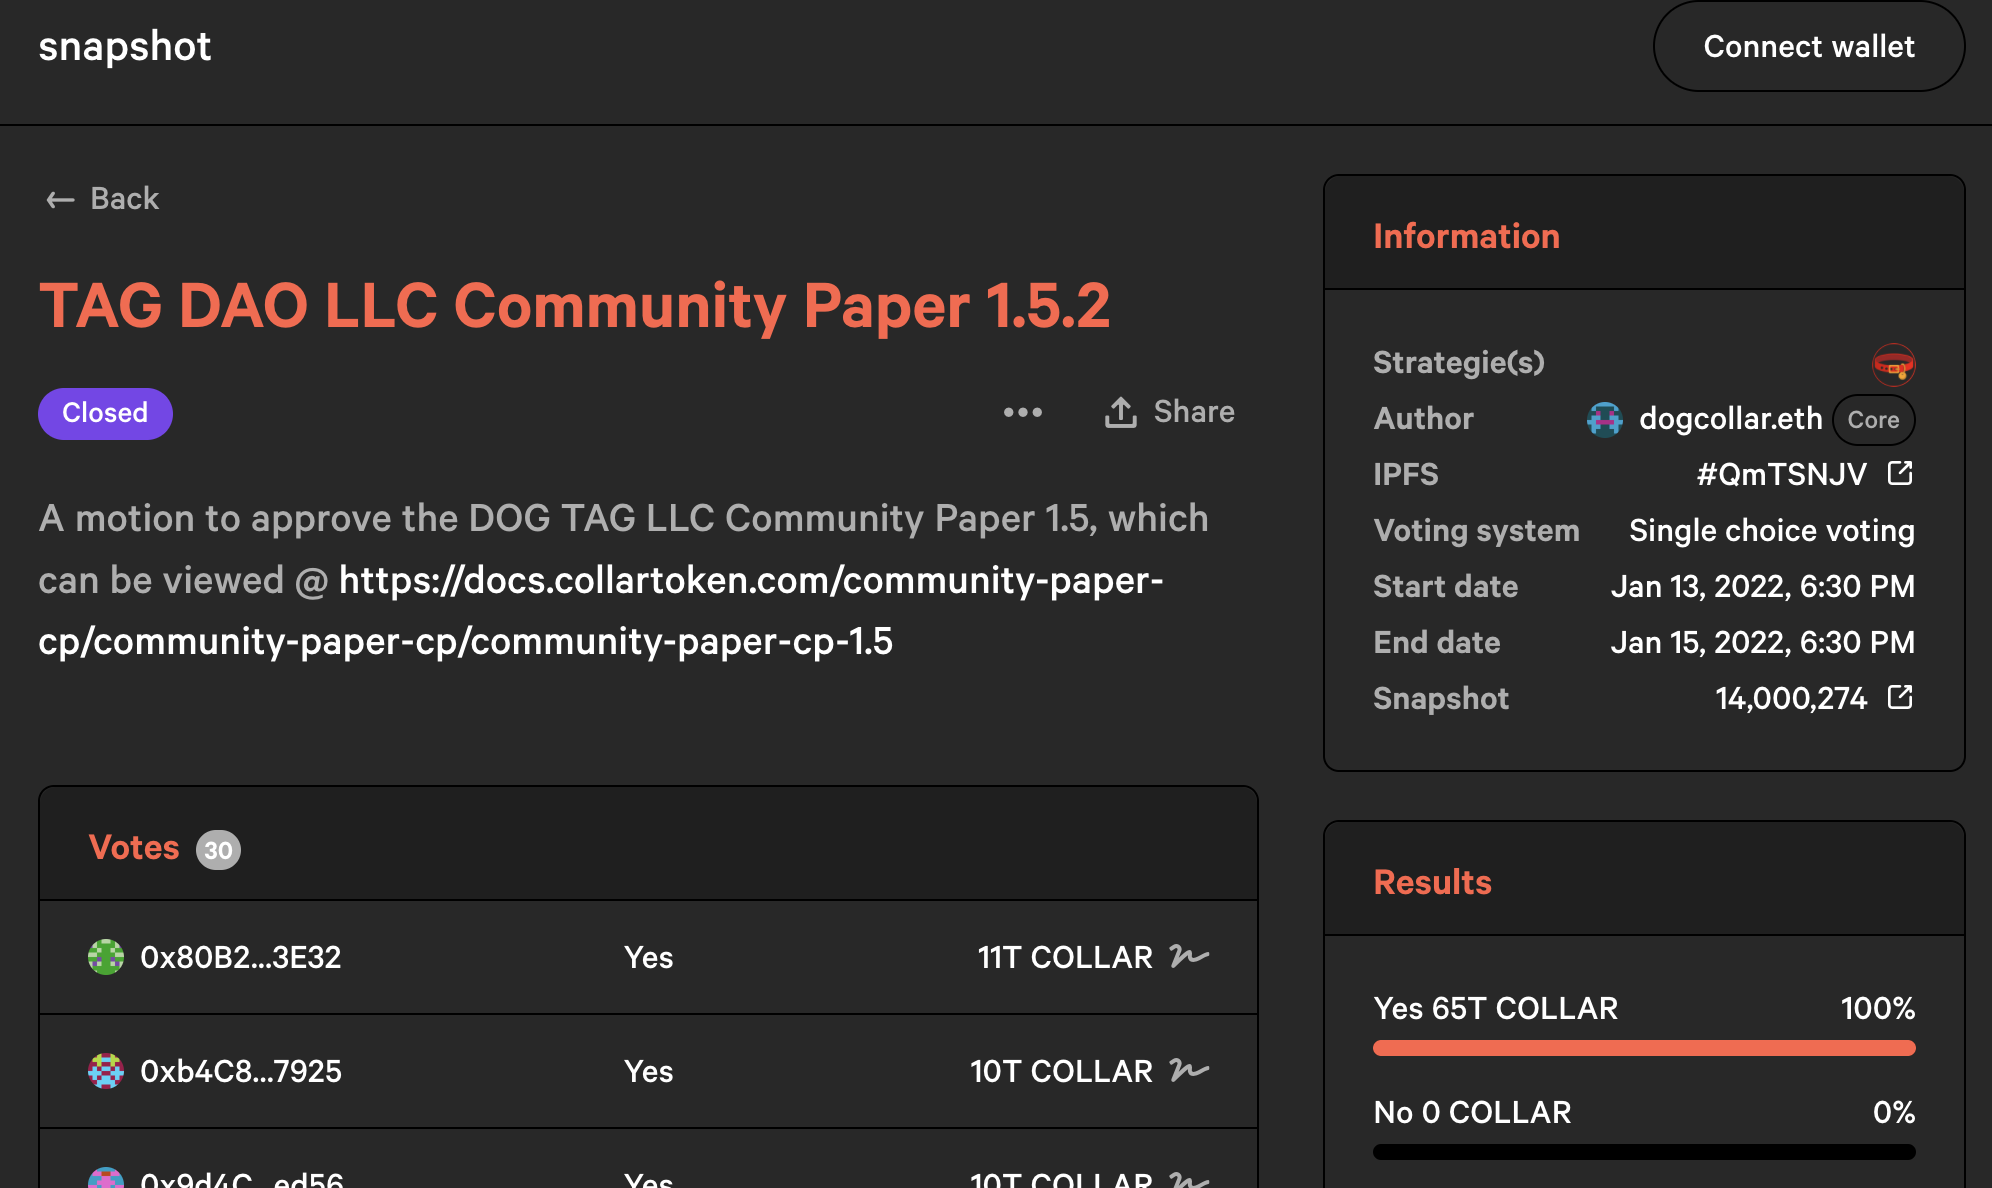 snapshot
Connect wallet
← Back
TAG DAO LLC Community Paper 1.5.2
Closed
Share
A motion to approve the DOG TAG LLC Community Paper 1.5, which
can be viewed @ https://docs.collartoken.com/community-paper-
cp/community-paper-cp/community-paper-cp-1.5
Votes 30
0x80B2...3E32 Yes 11T COLLAR
0xb4C8...7925 Yes 10T COLLAR
0x9d4C...ed56 Yes 10T COLLAR
Information
Strategie(s)
Author dogcollar.eth Core
IPFS #QmTSNJV
Voting system Single choice voting
Start date Jan 13, 2022, 6:30 PM
End date Jan 15, 2022, 6:30 PM
Snapshot 14,000,274
Results
Yes 65T COLLAR 100%
No 0 COLLAR 0%